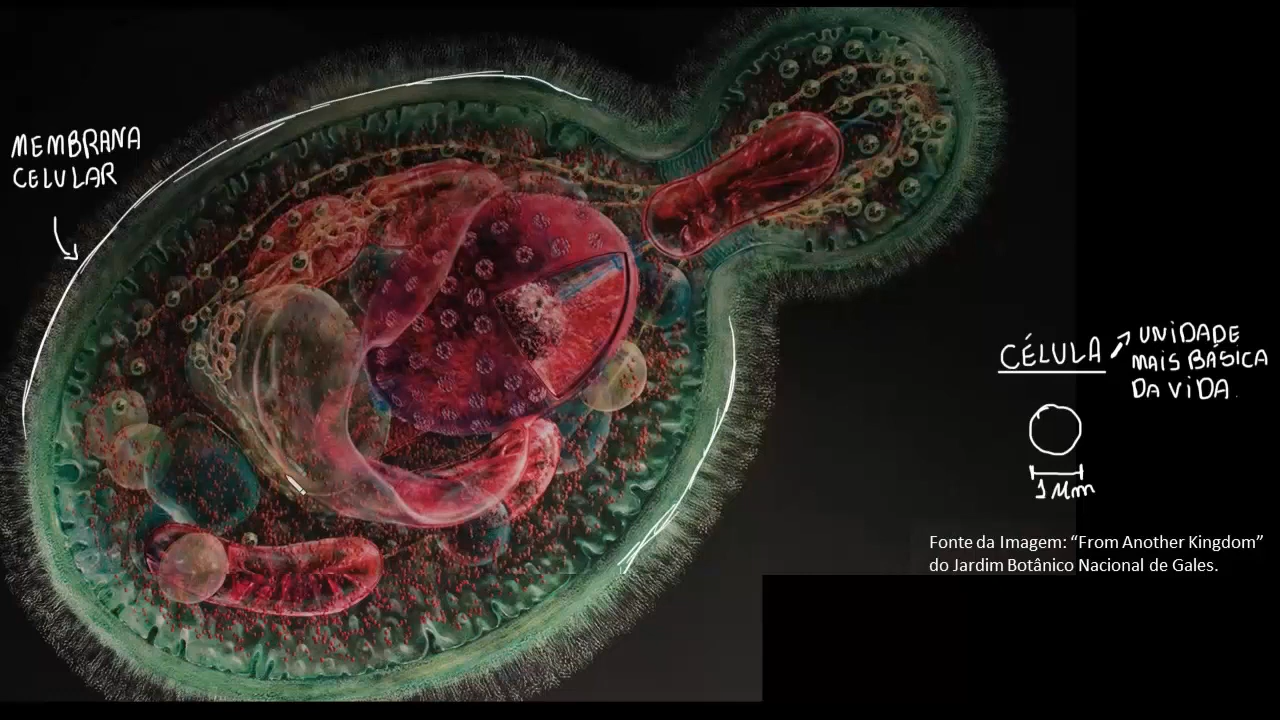 MEMBRANA
CELULAR
CÉLULA
UNIDADE
MAIS BÁSICA
DA VIDA.
1 Mm
Fonte da Imagem: “From Another Kingdom”
do Jardim Botânico Nacional de Gales.